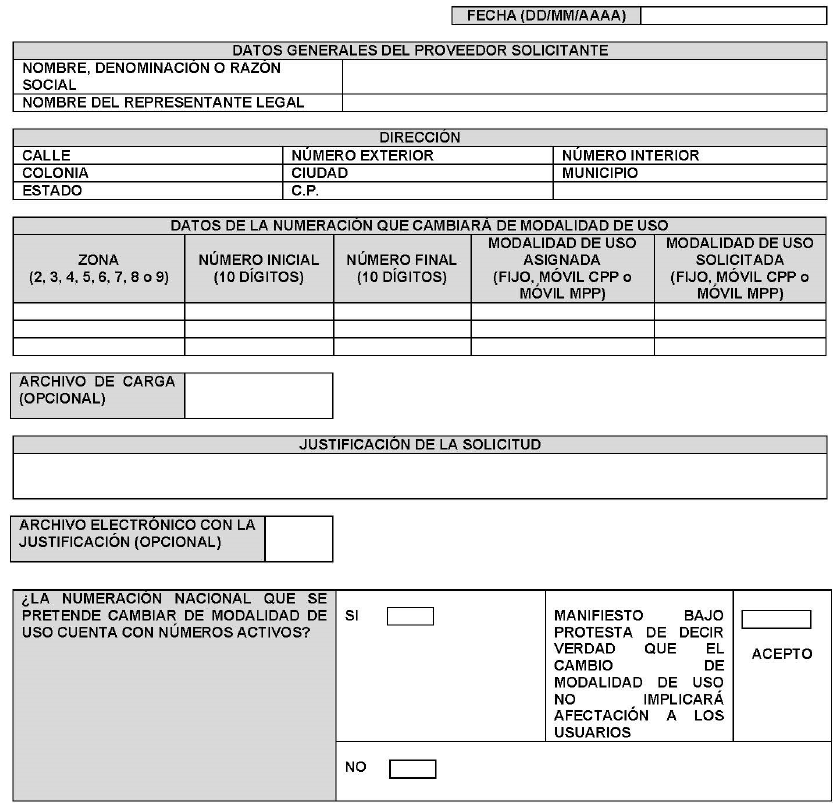 FECHA (DD/MM/AAAA)
DATOS GENERALES DEL PROVEEDOR SOLICITANTE
NOMBRE, DENOMINACIÓN O RAZÓN
SOCIAL
NOMBRE DEL REPRESENTANTE LEGAL
DIRECCIÓN
CALLE NÚMERO EXTERIOR NÚMERO INTERIOR
COLONIA CIUDAD MUNICIPIO
ESTADO C.P.
DATOS DE LA NUMERACIÓN QUE CAMBIARÁ DE MODALIDAD DE USO
ZONA
(2, 3, 4, 5, 6, 7, 8 o 9)
NÚMERO INICIAL
(10 DÍGITOS)
NÚMERO FINAL
(10 DÍGITOS)
MODALIDAD DE USO
ASIGNADA
(FIJO, MÓVIL CPP o
MÓVIL MPP)
MODALIDAD DE USO
SOLICITADA
(FIJO, MÓVIL CPP o
MÓVIL MPP)
ARCHIVO DE CARGA
(OPCIONAL)
JUSTIFICACIÓN DE LA SOLICITUD
ARCHIVO ELECTRÓNICO CON LA
JUSTIFICACIÓN (OPCIONAL)
¿LA NUMERACIÓN NACIONAL QUE SE
PRETENDE CAMBIAR DE MODALIDAD DE
USO CUENTA CON NÚMEROS ACTIVOS?
SI
MANIFIESTO BAJO
PROTESTA DE DECIR
VERDAD QUE EL
CAMBIO DE
MODALIDAD DE USO
NO IMPLICARÁ
AFECTACIÓN A LOS
USUARIOS
ACEPTO
NO